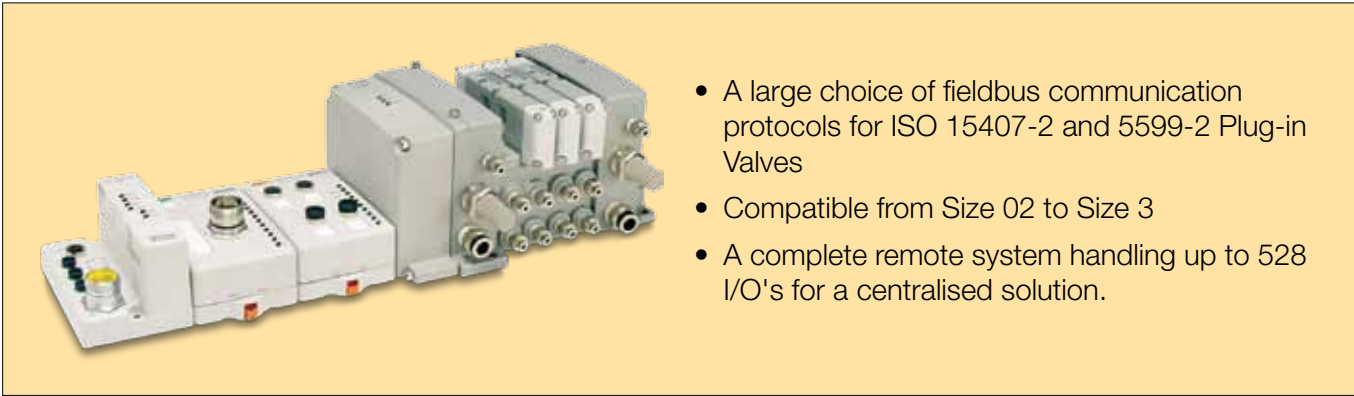 • A large choice of fieldbus communication
protocols for ISO 15407-2 and 5599-2 Plug-in
Valves
• Compatible from Size 02 to Size 3
• A complete remote system handling up to 528
I/O's for a centralised solution.